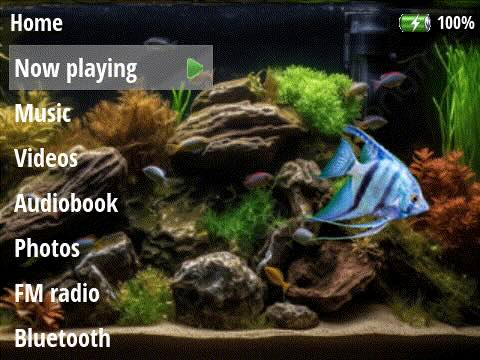 Home
100%
Now playing
Music
Videos
Audiobook
Photos
FM radio
Bluetooth